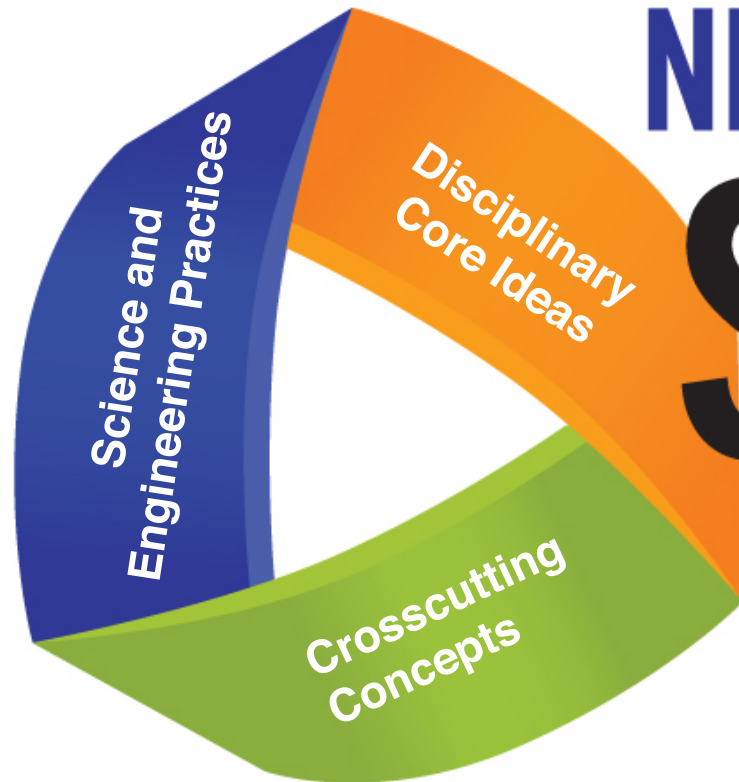 Science and
Engineering Practices
Disciplinary
Core Ideas
Crosscutting
Concepts